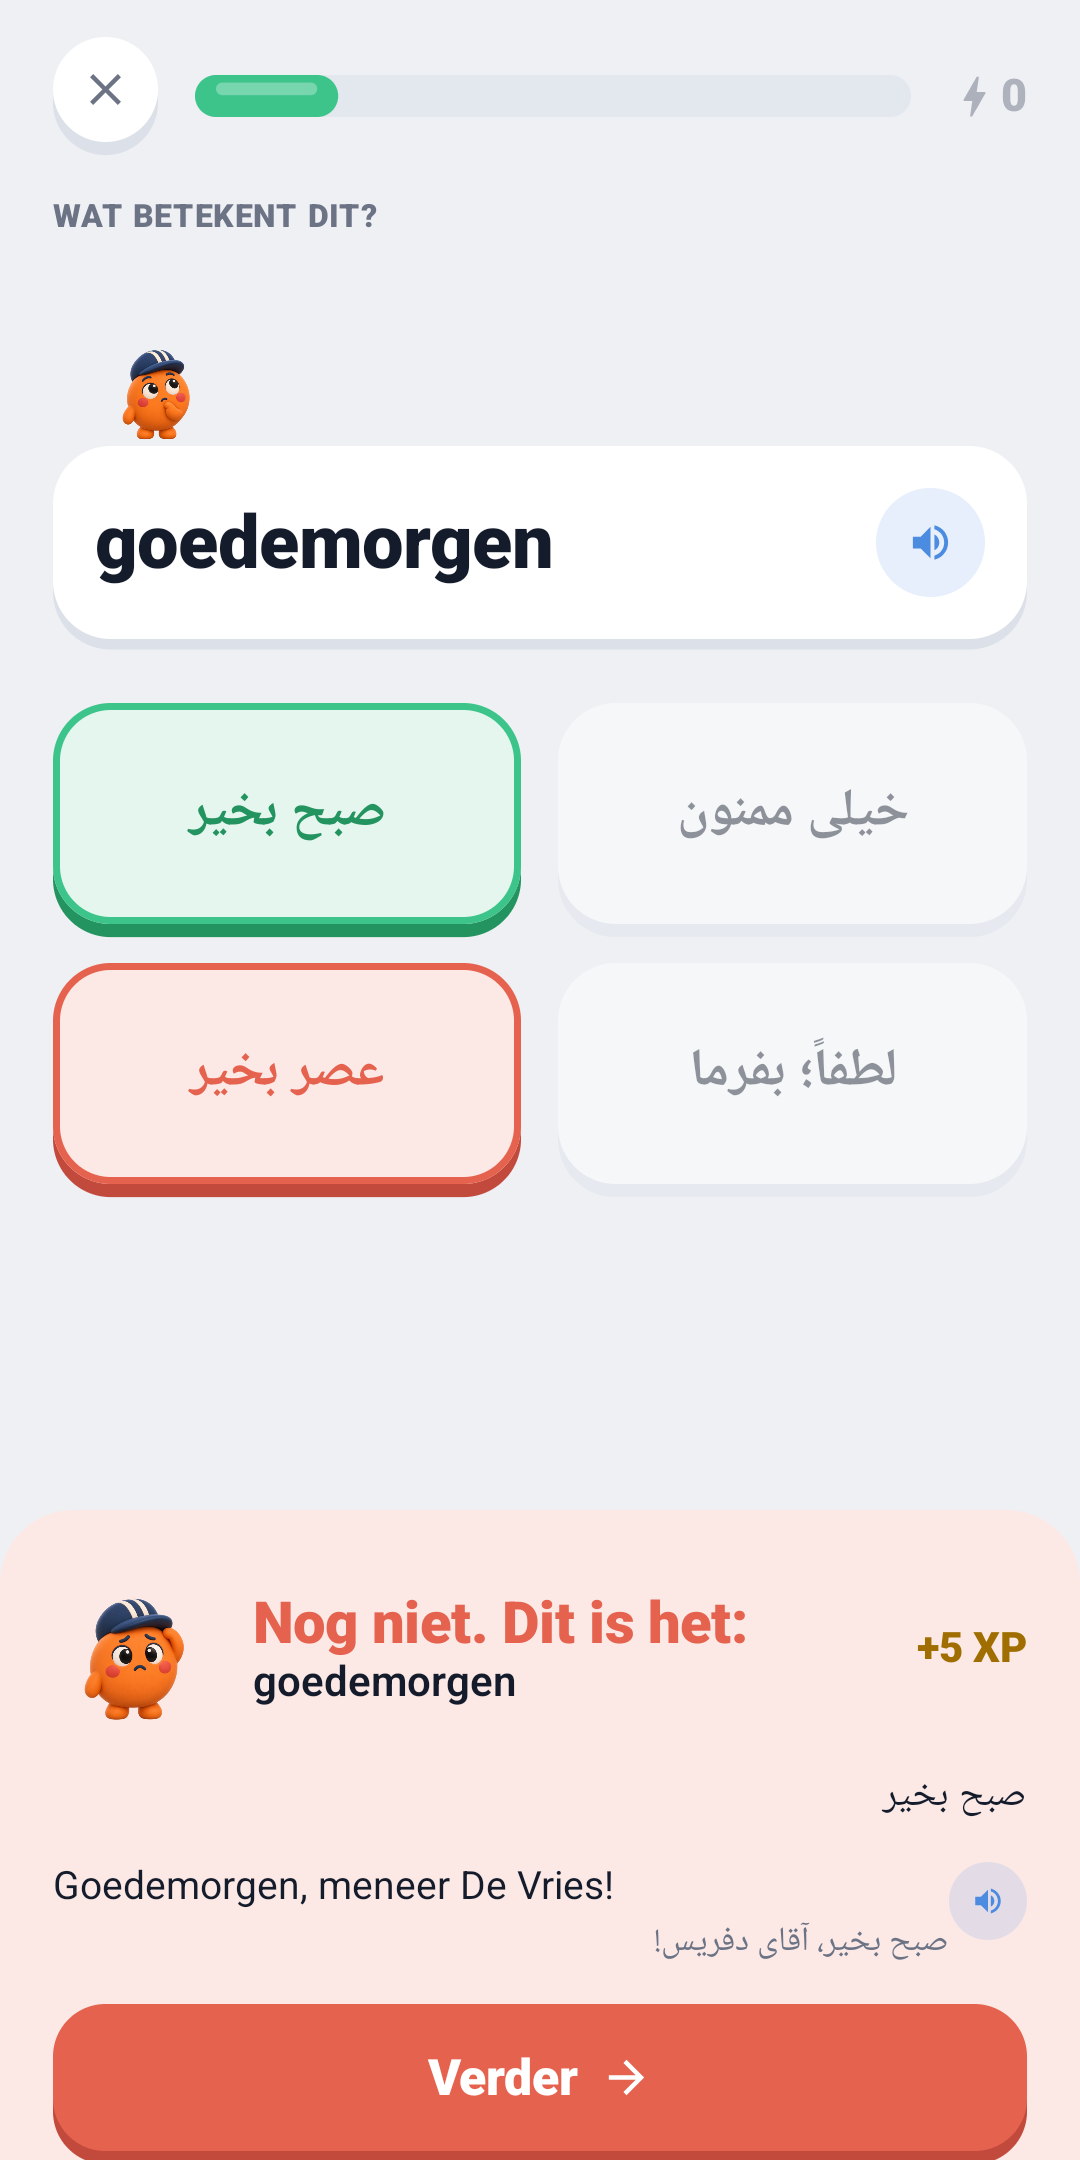 0
WAT BETEKENT DIT?
goedemorgen
صبح بخیر
خیلی ممنون
عصر بخیر
لطفاً؛ بفرما
Nog niet. Dit is het:
goedemorgen
+5 XP
صبح بخیر
Goedemorgen, meneer De Vries!
صبح بخیر، آقای دفریس!
Verder